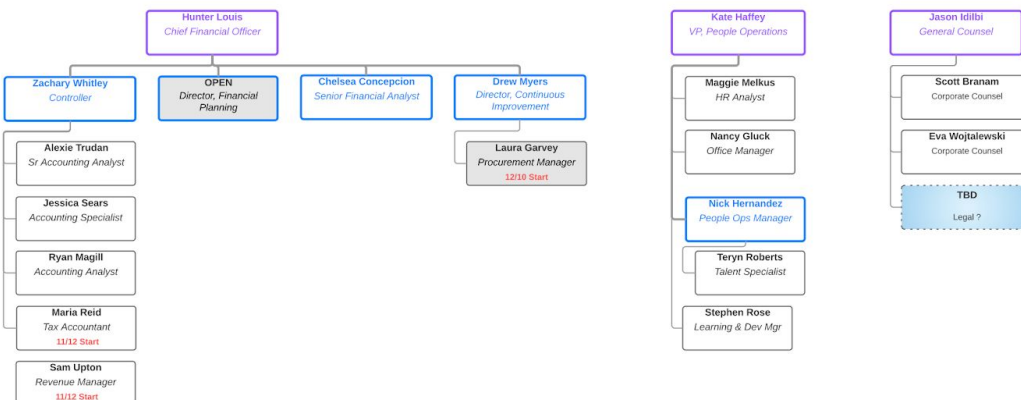 Hunter Louis
Chief Financial Officer
Zachary Whitley
Controller
OPEN
Director, Financial
Planning
Chelsea Concepcion
Senior Financial Analyst
Drew Myers
Director, Continuous
Improvement
Alexie Trudan
Sr Accounting Analyst
Jessica Sears
Accounting Specialist
Ryan Magill
Accounting Analyst
Maria Reid
Tax Accountant
11/12 Start
Sam Upton
Revenue Manager
11/12 Start
Laura Garvey
Procurement Manager
12/10 Start
Kate Haffey
VP, People Operations
Maggie Melkus
HR Analyst
Nancy Gluck
Office Manager
Nick Hernandez
People Ops Manager
Teryn Roberts
Talent Specialist
Stephen Rose
Learning & Dev Mgr
Jason Idilbi
General Counsel
Scott Branam
Corporate Counsel
Eva Wojtalewski
Corporate Counsel
TBD
Legal ?